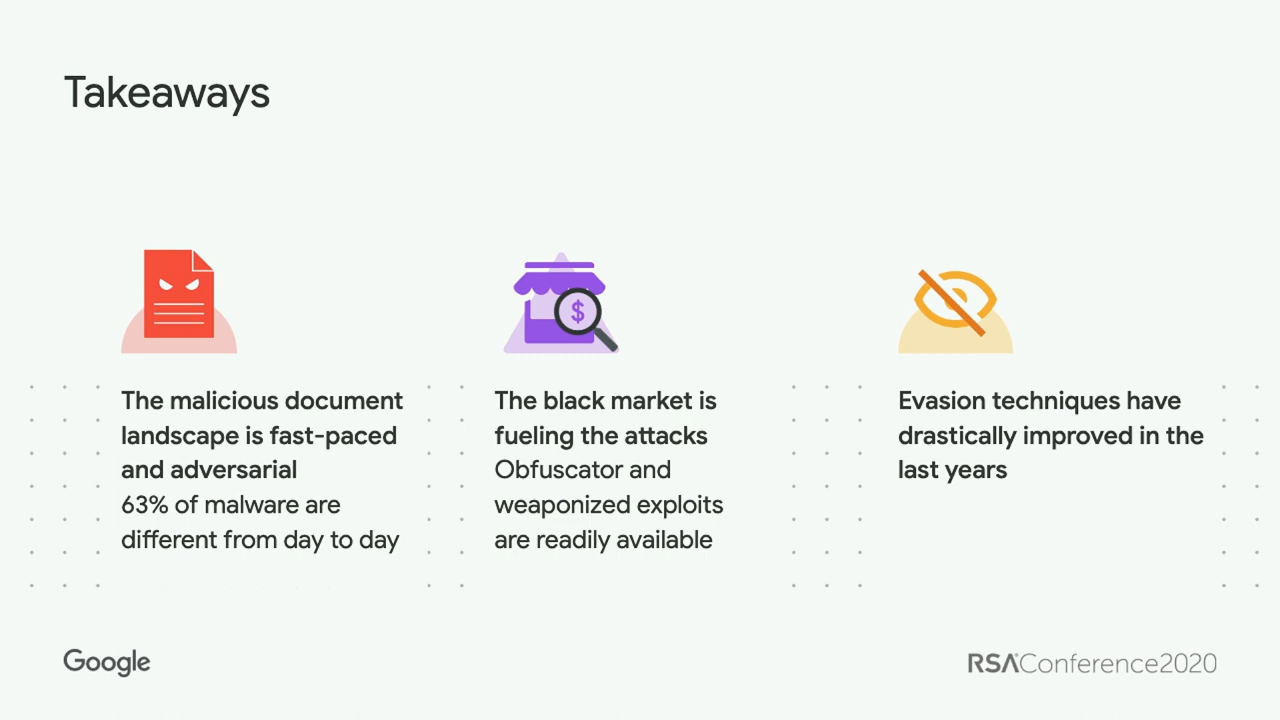 Takeaways
$
The malicious document
landscape is fast-paced
and adversarial
63% of malware are
different from day to day
The black market is
fueling the attacks
Obfuscator and
weaponized exploits
are readily available
Evasion techniques have
drastically improved in the
last years
Google
RSAConference2020